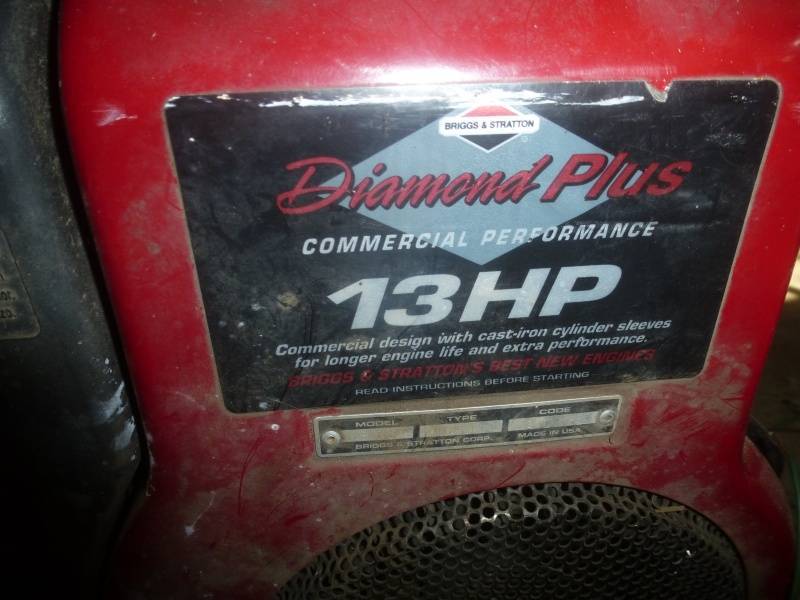 BRIGGS & STRATTON
Diamond Plus
COMMERCIAL PERFORMANCE
13HP
Commercial design with cast-iron cylinder sleeves
for longer engine life and extra performance.
BRIGGS & STRATTON'S BEST NEW ENGINES
READ INSTRUCTIONS BEFORE STARTING
MODEL TYPE CODE
BRIGGS & STRATTON CORP. MADE IN USA